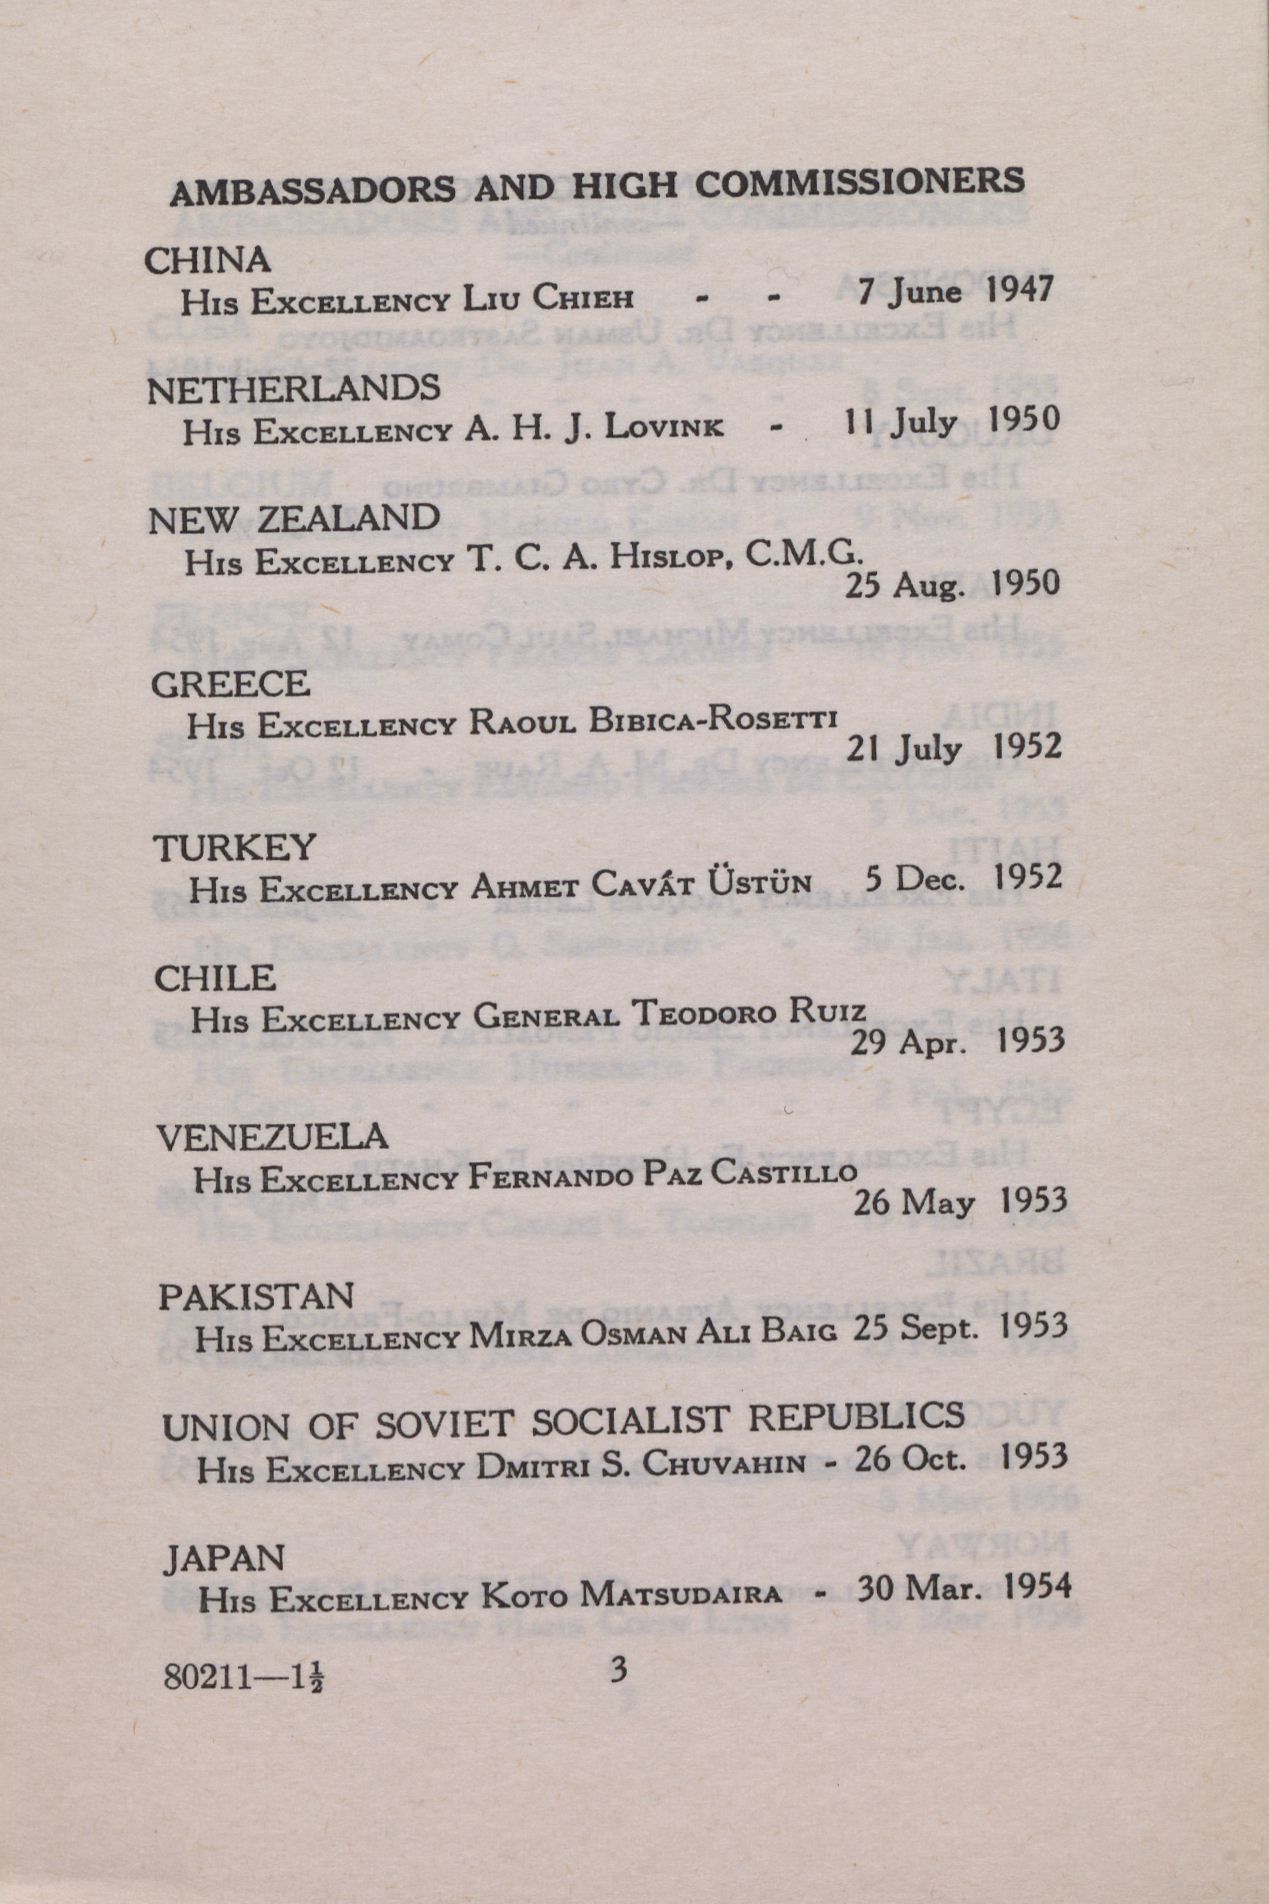 AMBASSADORS AND HIGH COMMISSIONERS
CHINA
His Excellency Liu Chieh - - 7 June 1947
NETHERLANDS
His Excellency A. H. J. Lovink - 11 July 1950
NEW ZEALAND
His Excellency T. C. A. Hislop, C.M.G.
25 Aug. 1950
GREECE
His Excellency Raoul Bibica-Rosetti
21 July 1952
TURKEY
His Excellency Ahmet Cavát Üstün 5 Dec. 1952
CHILE
His Excellency General Teodoro Ruiz
29 Apr. 1953
VENEZUELA
His Excellency Fernando Paz Castillo
26 May 1953
PAKISTAN
His Excellency Mirza Osman Ali Baig 25 Sept. 1953
UNION OF SOVIET SOCIALIST REPUBLICS
His Excellency Dmitri S. Chuvahin - 26 Oct. 1953
JAPAN
His Excellency Koto Matsudaira - 30 Mar. 1954
80211—1½
3